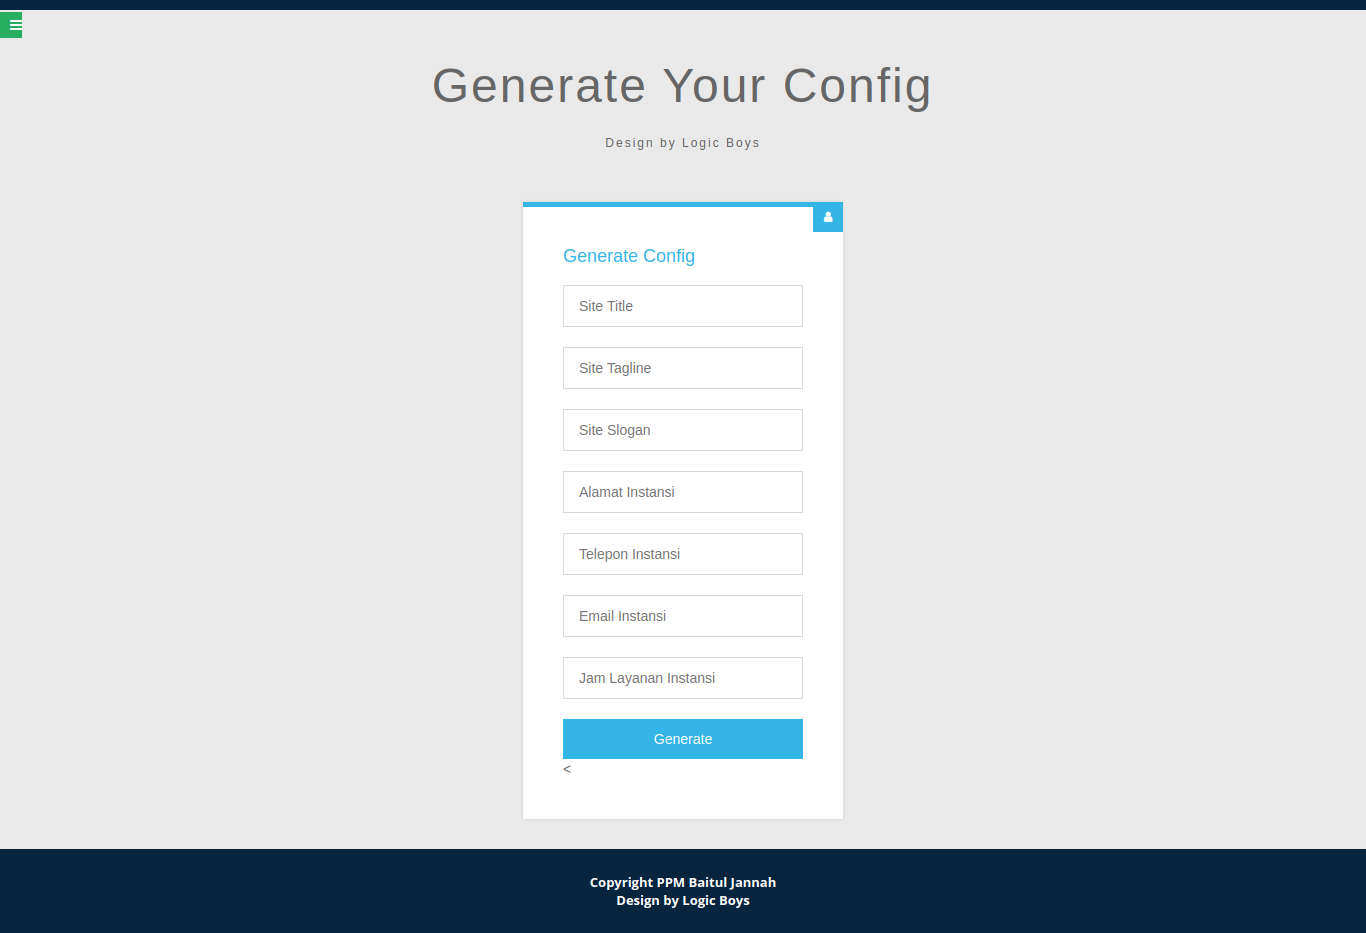 Generate Your Config
Design by Logic Boys
Generate Config
Site Title
Site Tagline
Site Slogan
Alamat Instansi
Telepon Instansi
Email Instansi
Jam Layanan Instansi
Generate
<
Copyright PPM Baitul Jannah
Design by Logic Boys